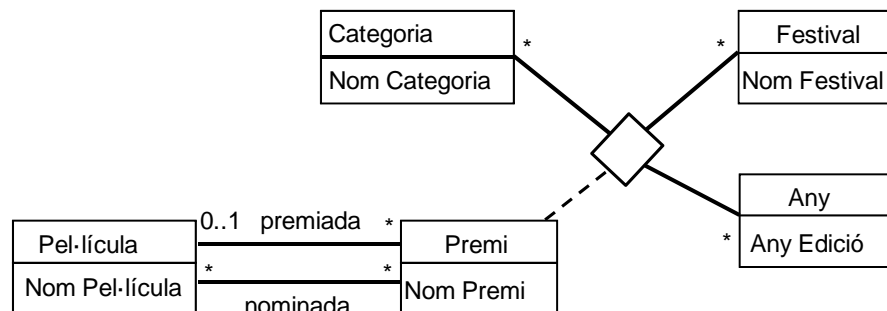 Categoria
*
*
Festival
Nom Categoria
Nom Festival
Any
*
Any Edició
0..1 premiada *
Pel·lícula
Premi
*
*
Nom Pel·lícula
Nom Premi
nominada